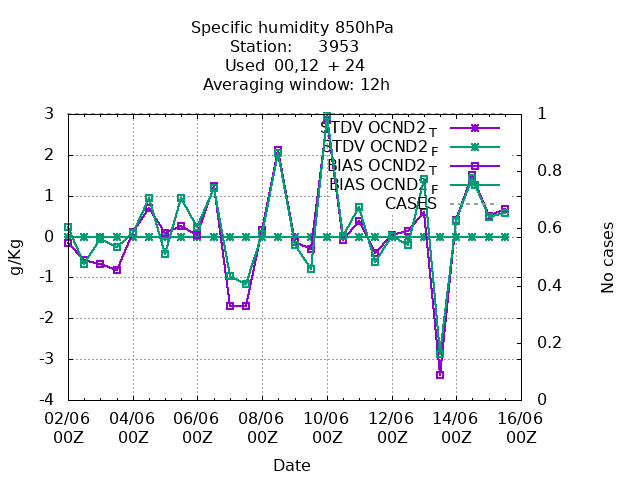 Specific humidity 850hPa
Station: 3953
Used 00,12 + 24
Averaging window: 12h
STDV OCND2 T
STDV OCND2 F
BIAS OCND2 T
BIAS OCND2 F
CASES
3
2
1
0
-1
-2
-3
-4
1
0.8
0.6
0.4
0.2
0
g/Kg
No cases
02/06 04/06 06/06 08/06 10/06 12/06 14/06 16/06
00Z 00Z 00Z 00Z 00Z 00Z 00Z 00Z
Date